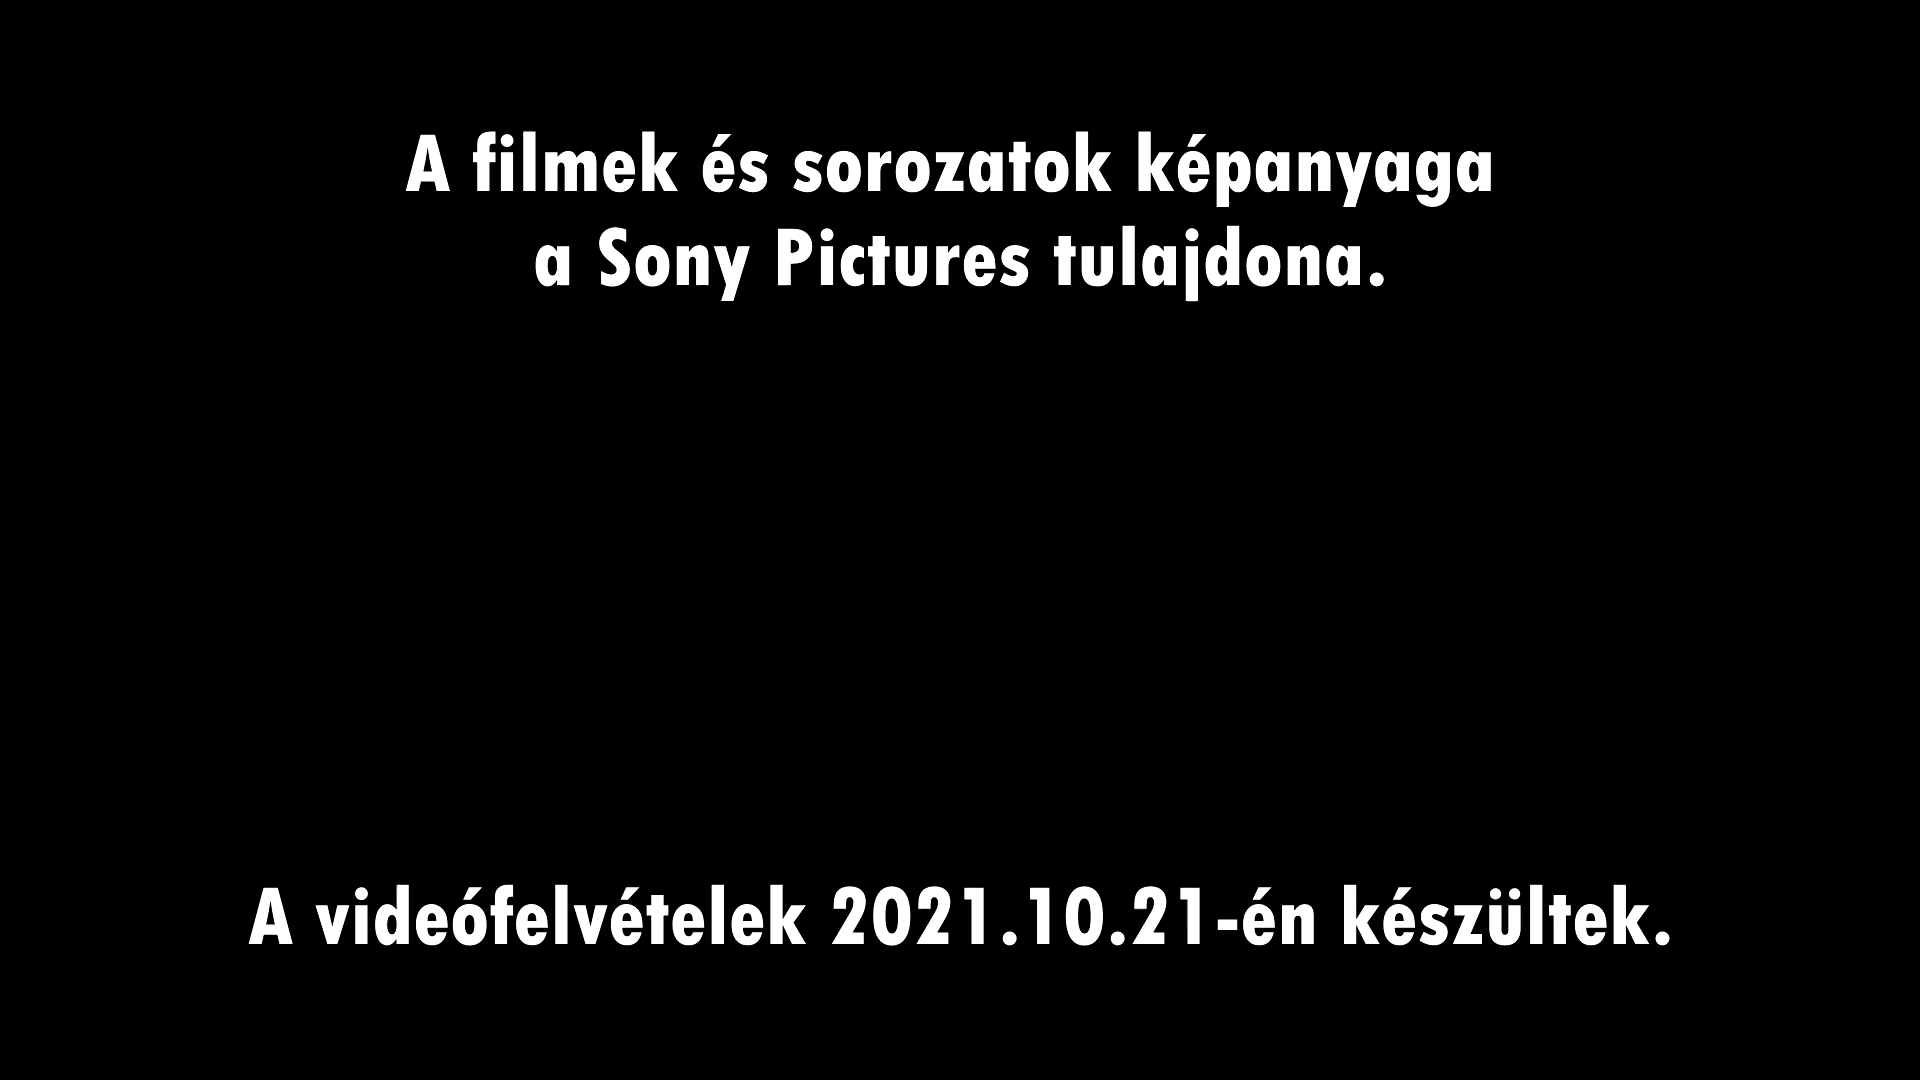 A filmek és sorozatok képanyaga
a Sony Pictures tulajdona.
A videófelvételek 2021.10.21-én készültek.